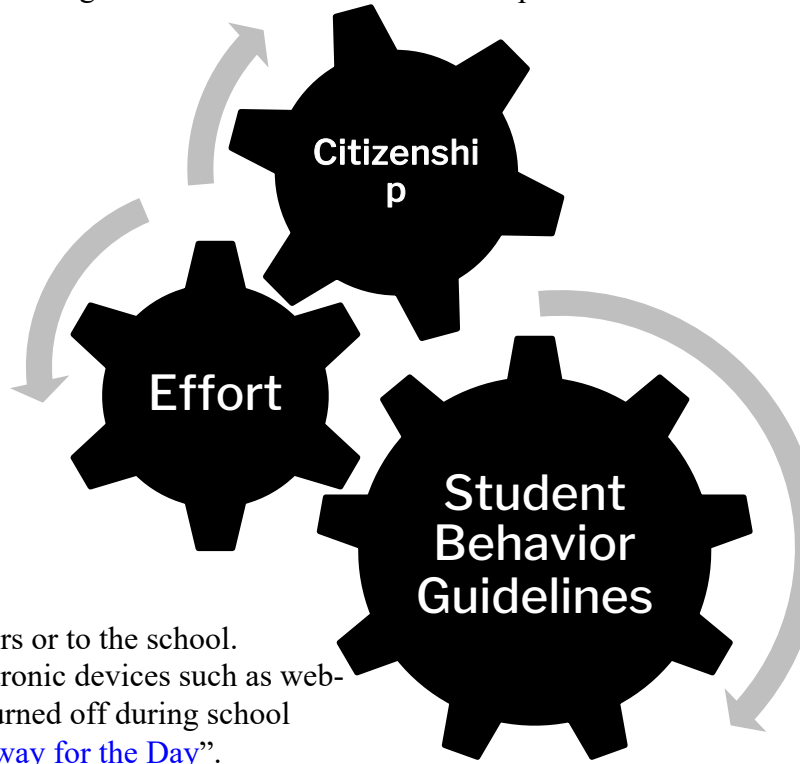 Citizenshi
p
Effort
Student
Behavior
Guidelines
rs or to the school.
ronic devices such as web-
urned off during school
way for the Day”.